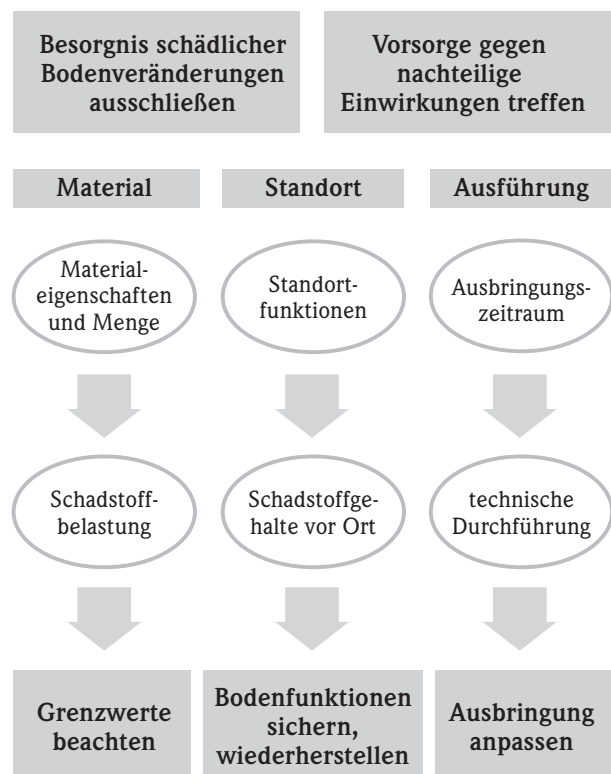 Besorgnis schädlicher
Bodenveränderungen
ausschließen
Vorsorge gegen
nachteilige
Einwirkungen treffen
Material
Standort
Ausführung
Material-
eigenschaften
und Menge
Standort-
funktionen
Ausbringungs-
zeitraum
Schadstoff-
belastung
Schadstoffge-
halte vor Ort
technische
Durchführung
Grenzwerte
beachten
Bodenfunktionen
sichern,
wiederherstellen
Ausbringung
anpassen